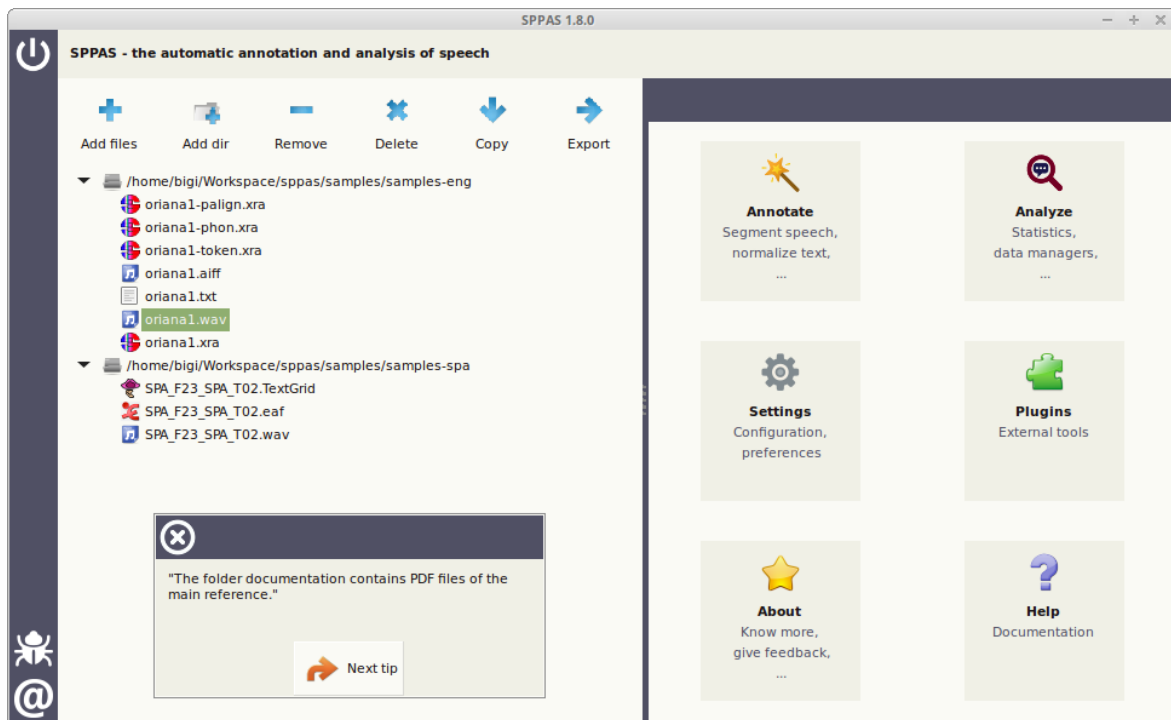 SPPAS 1.8.0
SPPAS - the automatic annotation and analysis of speech
Add files
Add dir
Remove
Delete
Copy
Export
/home/bigi/Workspace/sppas/samples/samples-eng
oriana1-palign.xra
oriana1-phon.xra
oriana1-token.xra
oriana1.aiff
oriana1.txt
oriana1.wav
oriana1.xra
/home/bigi/Workspace/sppas/samples/samples-spa
SPA_F23_SPA_T02.TextGrid
SPA_F23_SPA_T02.eaf
SPA_F23_SPA_T02.wav
"The folder documentation contains PDF files of the
main reference."
Next tip
@
Annotate
Segment speech,
normalize text,
...
Analyze
Statistics,
data managers,
...
Settings
Configuration,
preferences
Plugins
External tools
About
Know more,
give feedback,
...
Help
Documentation